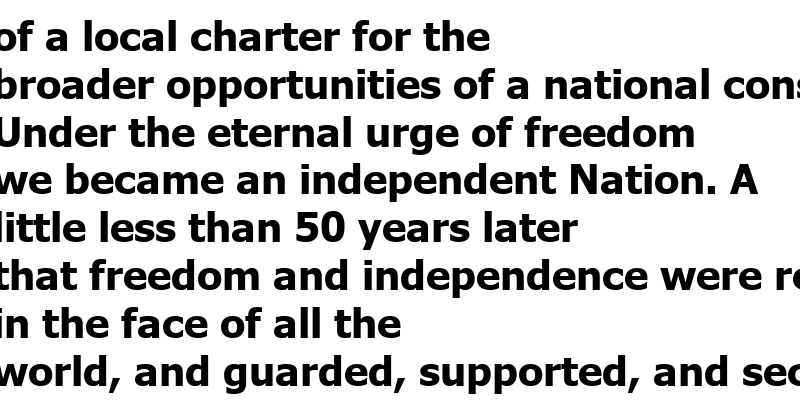 of a local charter for the
broader opportunities of a national
Under the eternal urge of freedom
we became an independent Nation. A
little less than 50 years later
that freedom and independence were
in the face of all the
world, and guarded, supported, and